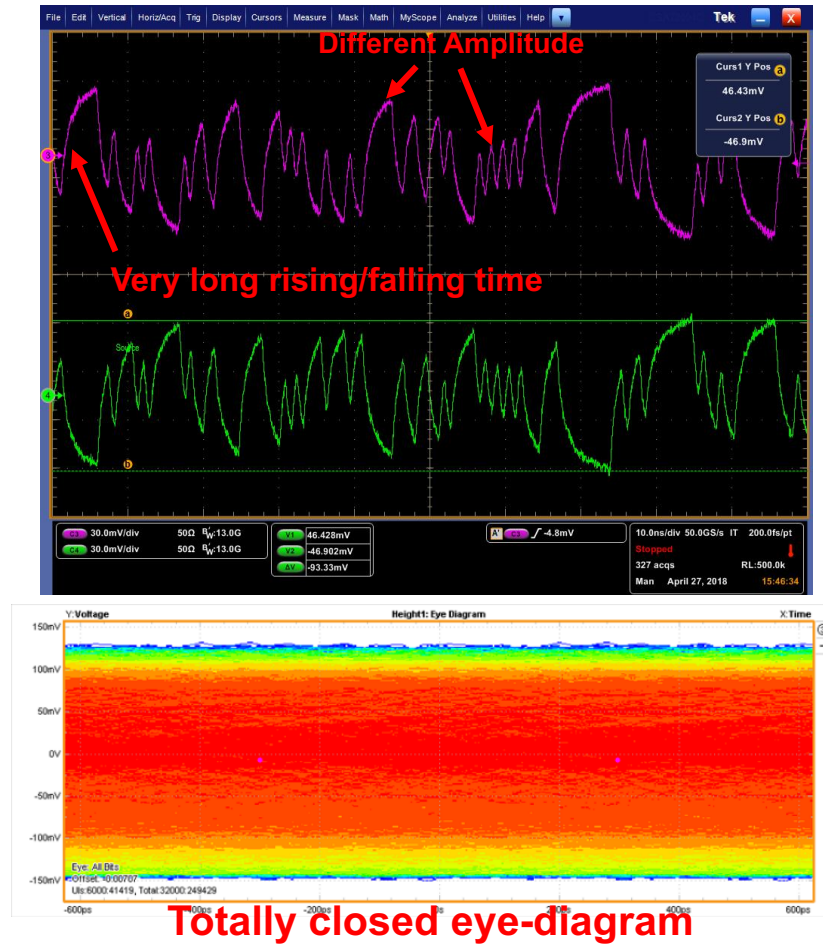 File Edit Vertical Horiz/Acq Trig Display Cursors Measure Mask Math MyScope Analyze Utilities Help Tek X
Different Amplitude
Curs1 Y Pos a
46.43mV
Curs2 Y Pos b
-46.9mV
3
Very long rising/falling time
a
Source
4
b
C3 30.0mV/div 50Ω BW:13.0G
C4 30.0mV/div 50Ω BW:13.0G
V1 46.428mV
V2 -46.902mV
ΔV -93.33mV
A' C3 -4.8mV
10.0ns/div 50.0GS/s IT 200.0fs/pt
Stopped
327 acqs RL:500.0k
Man April 27, 2018 15:46:34
Y:Voltage Height1: Eye Diagram X:Time
150mV
100mV
50mV
0V
-50mV
-100mV
-150mV
Eye: All Bits
Offset: -0.00707
UIs:6000:41419, Total:32000:249429
-600ps -400ps -200ps 200ps 400ps 600ps
Totally closed eye-diagram